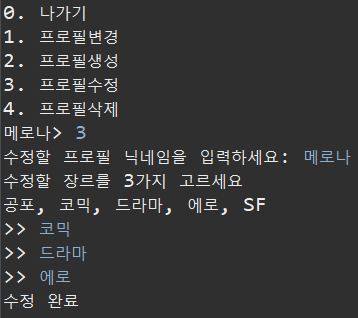 0. 나가기
1. 프로필변경
2. 프로필생성
3. 프로필수정
4. 프로필삭제
메로나> 3
수정할 프로필 닉네임을 입력하세요: 메로나
수정할 장르를 3가지 고르세요
공포, 코믹, 드라마, 에로, SF
>> 코믹
>> 드라마
>> 에로
수정 완료